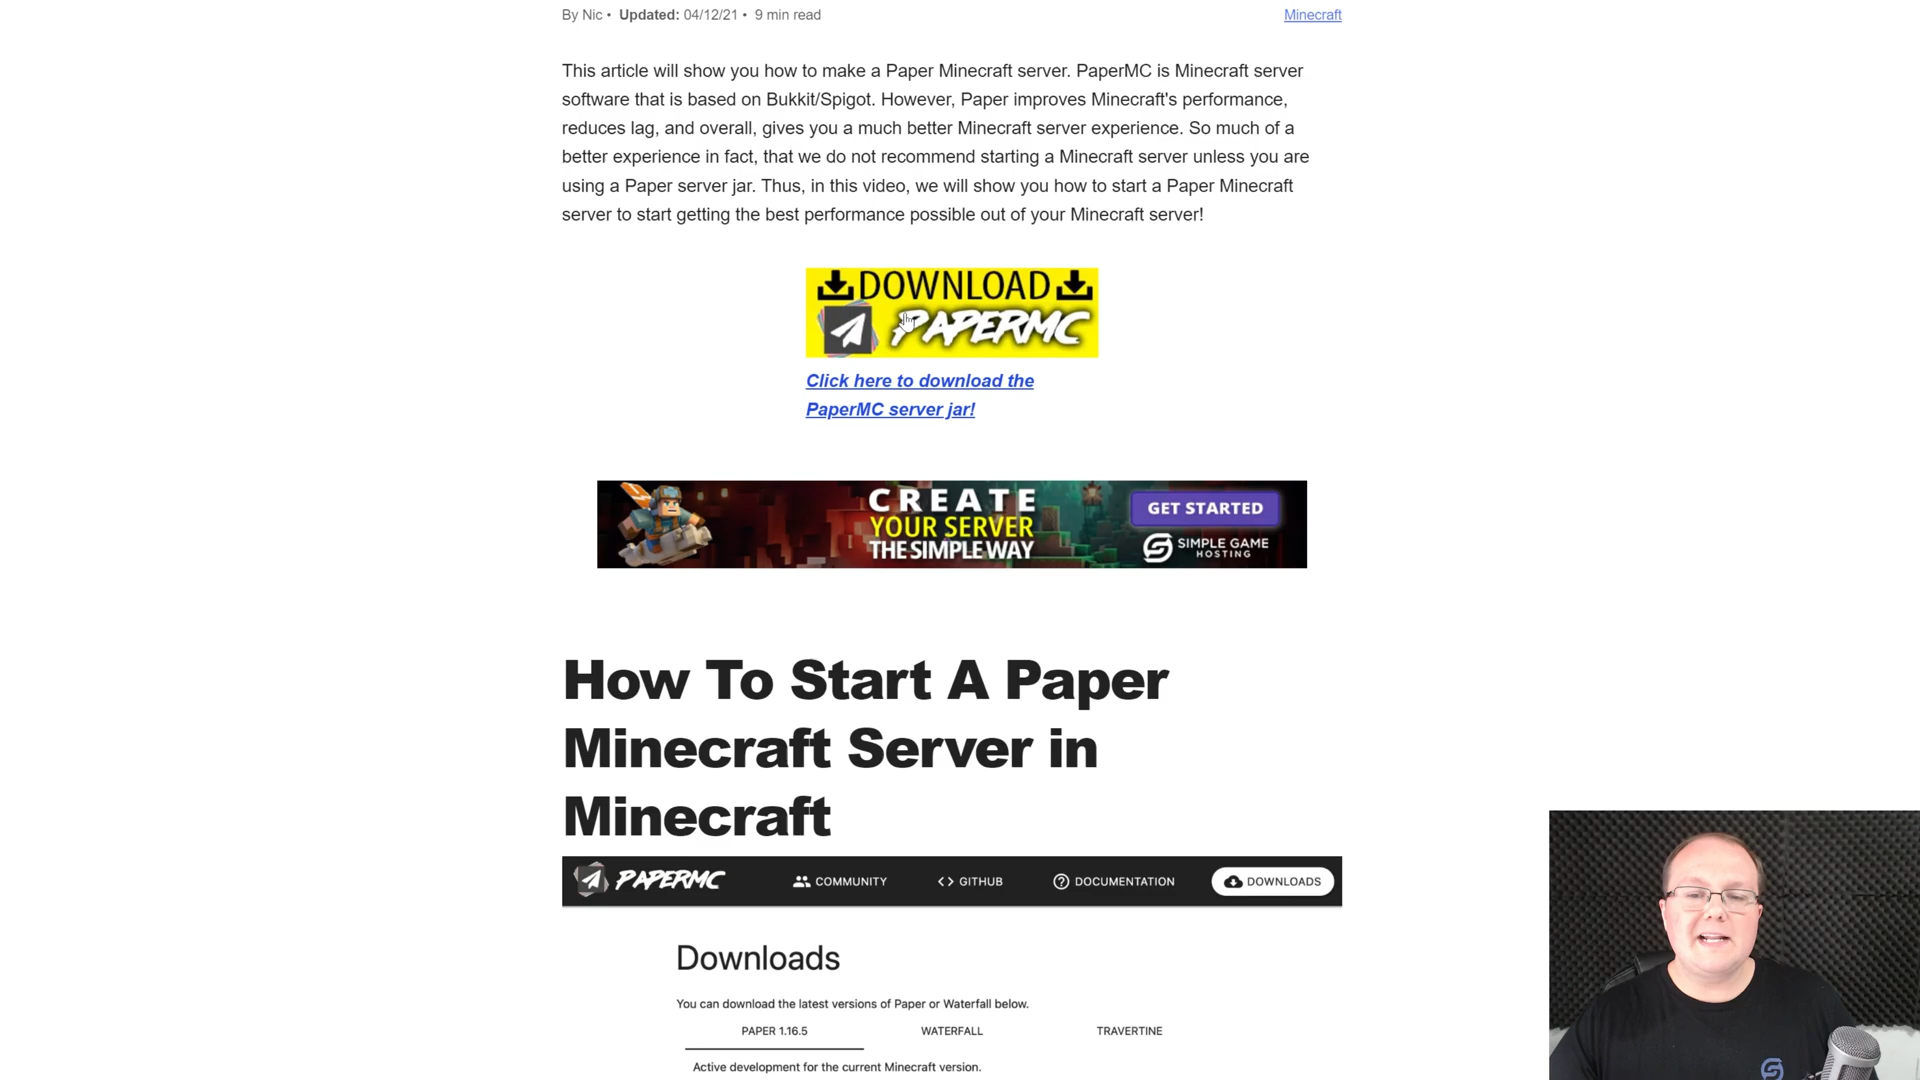 By Nic • Updated: 04/12/21 • 9 min read
Minecraft
This article will show you how to make a Paper Minecraft server. PaperMC is Minecraft server
software that is based on Bukkit/Spigot. However, Paper improves Minecraft's performance,
reduces lag, and overall, gives you a much better Minecraft server experience. So much of a
better experience in fact, that we do not recommend starting a Minecraft server unless you are
using a Paper server jar. Thus, in this video, we will show you how to start a Paper Minecraft
server to start getting the best performance possible out of your Minecraft server!
DOWNLOAD
PAPERMC
Click here to download the
PaperMC server jar!
CREATE
YOUR SERVER
THE SIMPLE WAY
GET STARTED
SIMPLE GAME
HOSTING
How To Start A Paper
Minecraft Server in
Minecraft
PAPERMC
COMMUNITY
GITHUB
DOCUMENTATION
DOWNLOADS
Downloads
You can download the latest versions of Paper or Waterfall below.
PAPER 1.16.5
WATERFALL
TRAVERTINE
Active development for the current Minecraft version.